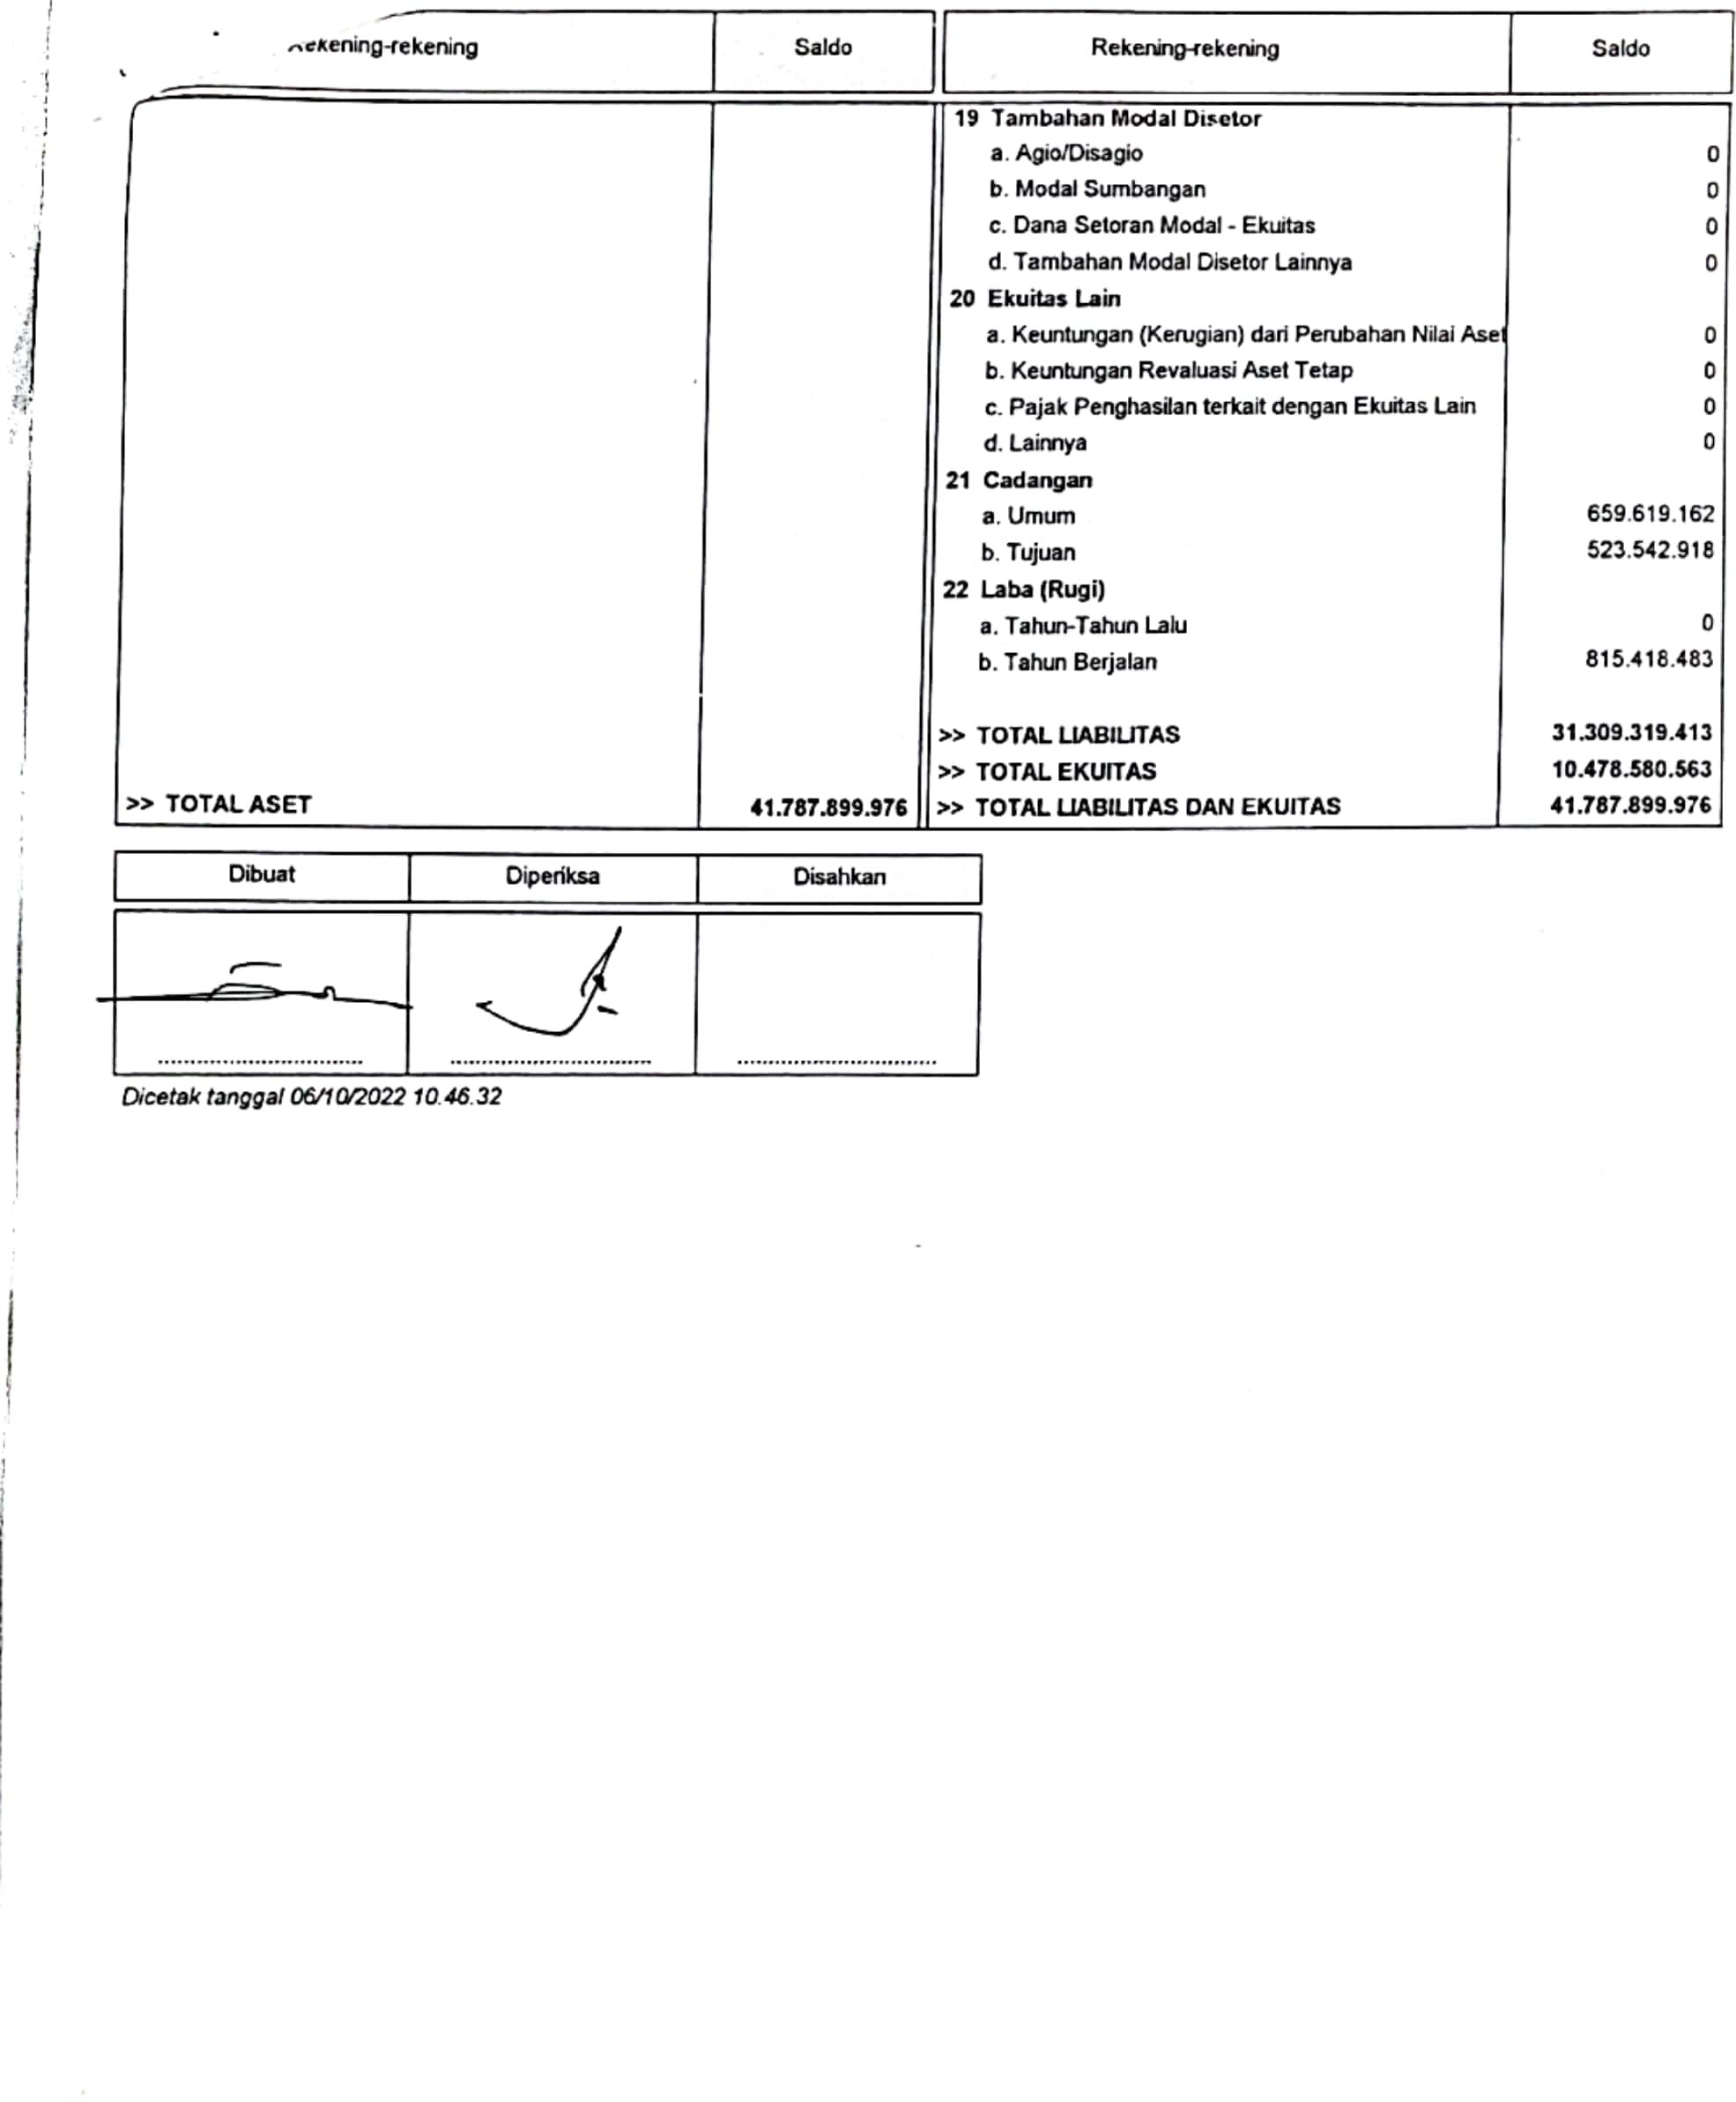 Rekening-rekening Saldo Rekening-rekening Saldo
19 Tambahan Modal Disetor
a. Agio/Disagio 0
b. Modal Sumbangan 0
c. Dana Setoran Modal - Ekuitas 0
d. Tambahan Modal Disetor Lainnya 0
20 Ekuitas Lain
a. Keuntungan (Kerugian) dari Perubahan Nilai Aset 0
b. Keuntungan Revaluasi Aset Tetap 0
c. Pajak Penghasilan terkait dengan Ekuitas Lain 0
d. Lainnya 0
21 Cadangan
a. Umum 659.619.162
b. Tujuan 523.542.918
22 Laba (Rugi)
a. Tahun-Tahun Lalu 0
b. Tahun Berjalan 815.418.483
>> TOTAL LIABILITAS 31.309.319.413
>> TOTAL EKUITAS 10.478.580.563
>> TOTAL ASET 41.787.899.976 >> TOTAL LIABILITAS DAN EKUITAS 41.787.899.976
Dibuat Diperiksa Disahkan
Dicetak tanggal 06/10/2022 10.46.32